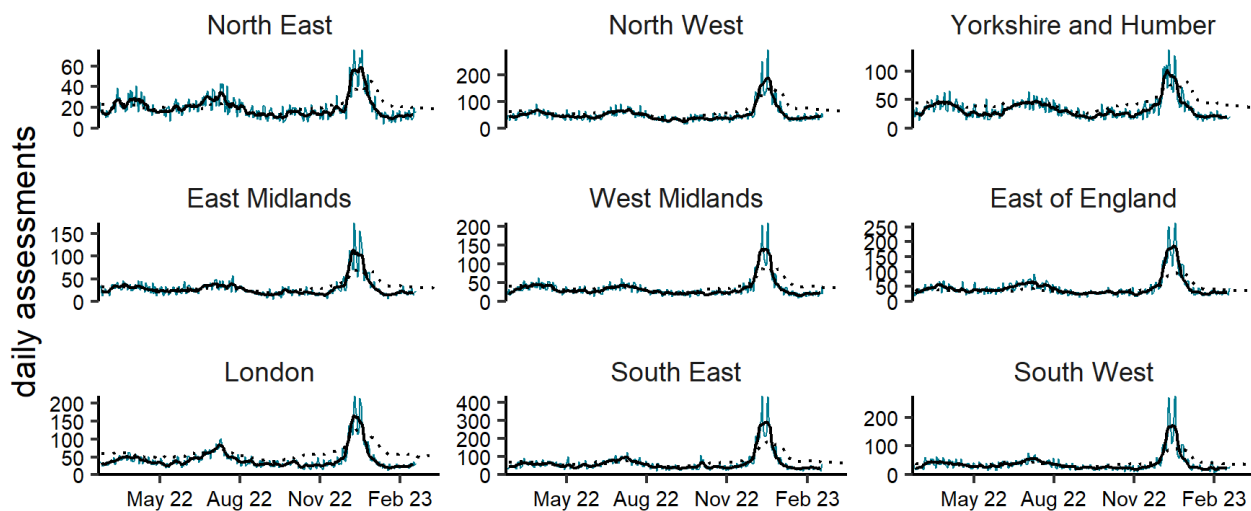 North East
North West
Yorkshire and Humber
60
40
20
0
200
100
0
100
50
0
East Midlands
West Midlands
East of England
150
100
50
0
200
150
100
50
0
250
200
150
100
50
0
London
South East
South West
200
150
100
50
0
400
300
200
100
0
200
100
0
May 22 Aug 22 Nov 22 Feb 23
May 22 Aug 22 Nov 22 Feb 23
May 22 Aug 22 Nov 22 Feb 23
daily assessments